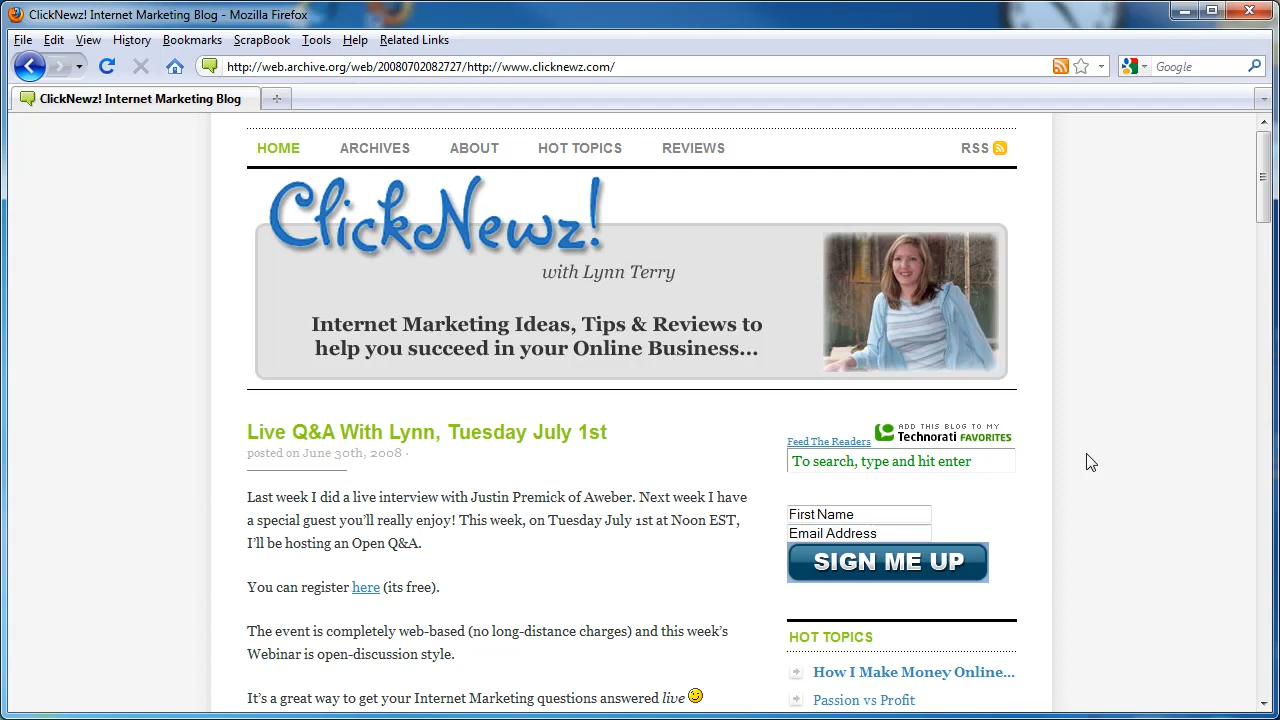 ClickNewz! Internet Marketing Blog - Mozilla Firefox
File Edit View History Bookmarks ScrapBook Tools Help Related Links
http://web.archive.org/web/20080702082727/http://www.clicknewz.com/
Google
ClickNewz! Internet Marketing Blog
HOME ARCHIVES ABOUT HOT TOPICS REVIEWS RSS
ClickNewz!
with Lynn Terry
Internet Marketing Ideas, Tips & Reviews to
help you succeed in your Online Business...
Live Q&A With Lynn, Tuesday July 1st
posted on June 30th, 2008 ·
Last week I did a live interview with Justin Premick of Aweber. Next week I have
a special guest you’ll really enjoy! This week, on Tuesday July 1st at Noon EST,
I’ll be hosting an Open Q&A.
You can register here (its free).
The event is completely web-based (no long-distance charges) and this week’s
Webinar is open-discussion style.
It’s a great way to get your Internet Marketing questions answered live
Feed The Readers
ADD THIS BLOG TO MY
Technorati FAVORITES
To search, type and hit enter
First Name
Email Address
SIGN ME UP
HOT TOPICS
How I Make Money Online...
Passion vs Profit